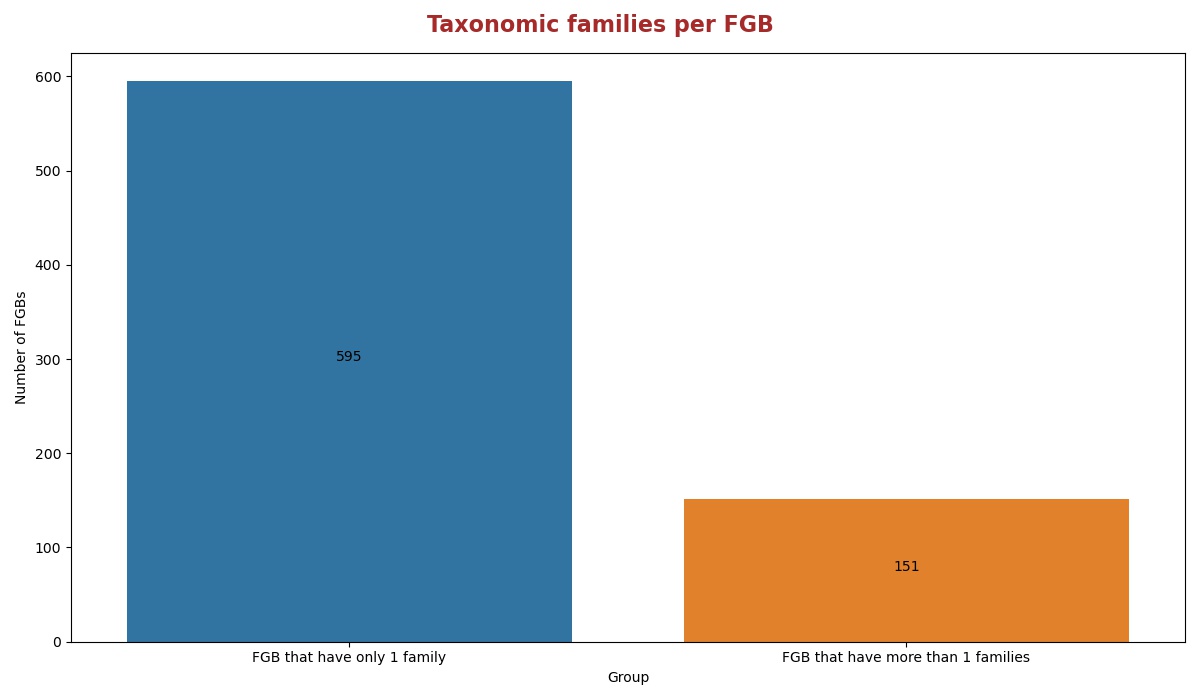 Taxonomic families per FGB
Number of FGBs
600
500
400
300
200
100
0
595
151
FGB that have only 1 family
FGB that have more than 1 families
Group